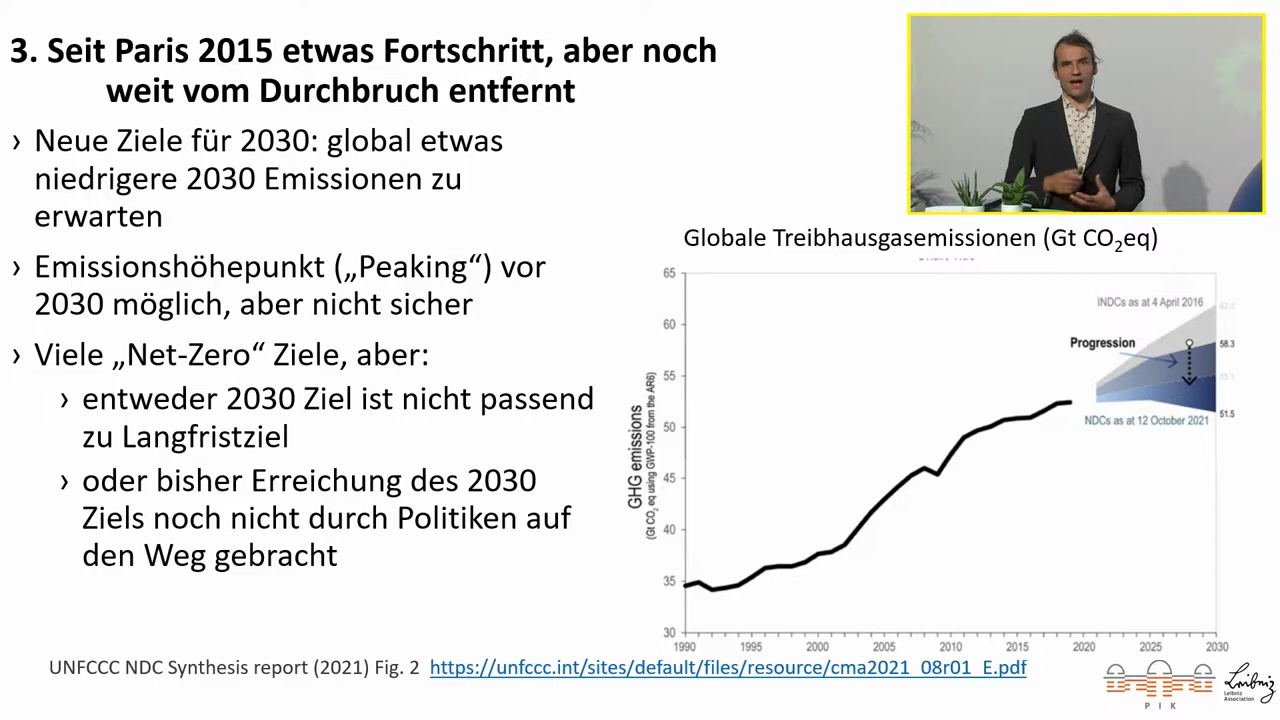 3. Seit Paris 2015 etwas Fortschritt, aber noch
weit vom Durchbruch entfernt
› Neue Ziele für 2030: global etwas
niedrigere 2030 Emissionen zu
erwarten
› Emissionshöhepunkt („Peaking“) vor
2030 möglich, aber nicht sicher
› Viele „Net-Zero“ Ziele, aber:
› entweder 2030 Ziel ist nicht passend
zu Langfristziel
› oder bisher Erreichung des 2030
Ziels noch nicht durch Politiken auf
den Weg gebracht
Globale Treibhausgasemissionen (Gt CO₂eq)
GHG emissions
(Gt CO₂ eq using GWP-100 from the AR6)
65
60
55
50
45
40
35
30
1990
1995
2000
2005
2010
2015
2020
2025
2030
INDCs as at 4 April 2016
Progression
58.3
NDCs as at 12 October 2021
51.5
UNFCCC NDC Synthesis report (2021) Fig. 2 https://unfccc.int/sites/default/files/resource/cma2021_08r01_E.pdf
P I K
Leibniz
Leibniz
Association